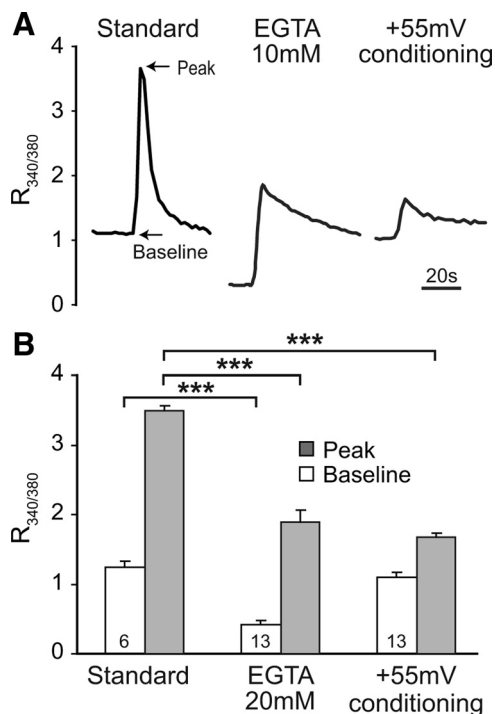 A
Standard
EGTA
10mM
+55mV
conditioning
4
3
2
1
0
R340/380
Peak
Baseline
20s
B
***
***
***
4
3
2
1
0
R340/380
Peak
Baseline
6
13
13
Standard
EGTA
20mM
+55mV
conditioning